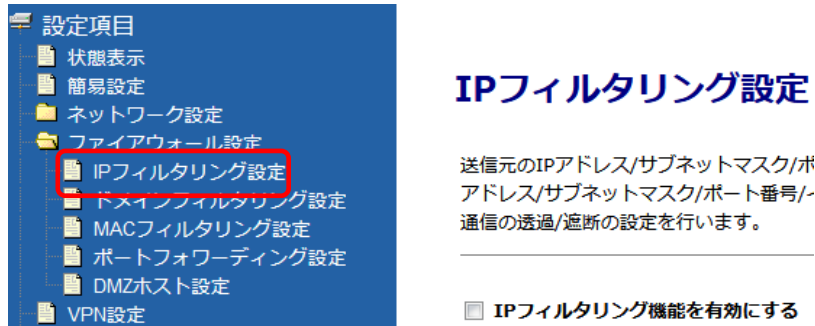 設定項目
状態表示
簡易設定
ネットワーク設定
ファイアウォール設定
IPフィルタリング設定
ドメインフィルタリング設定
MACフィルタリング設定
ポートフォワーディング設定
DMZホスト設定
VPN設定
IPフィルタリング設定
送信元のIPアドレス/サブネットマスク/ポ
アドレス/サブネットマスク/ポート番号/
通信の透過/遮断の設定を行います。
IPフィルタリング機能を有効にする